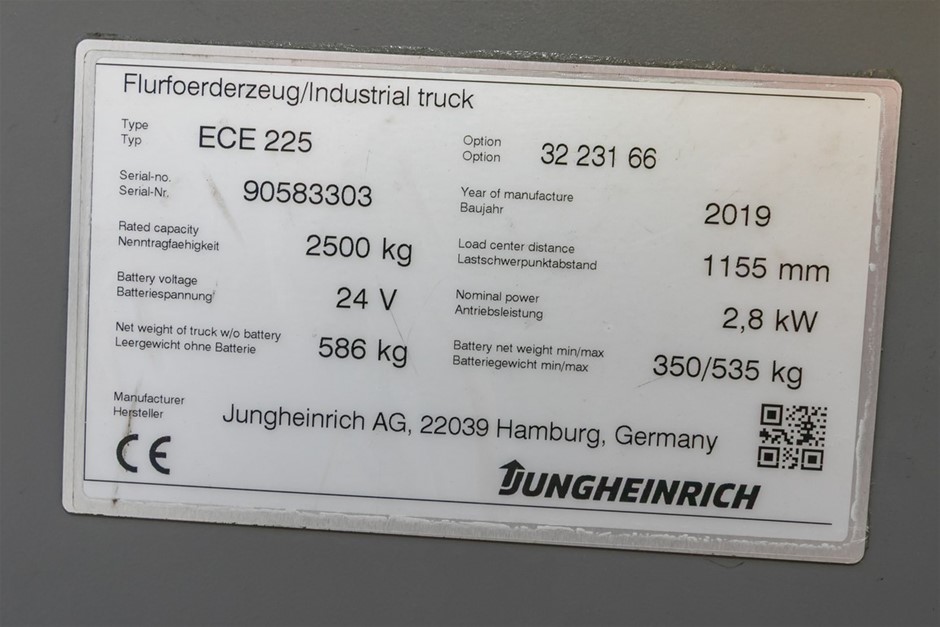 Flurfoerderzeug/Industrial truck
Type
Typ
ECE 225
Option
Option
32 231 66
Serial-no.
Serial-Nr.
90583303
Year of manufacture
Baujahr
2019
Rated capacity
Nenntragfaehigkeit
2500 kg
Load center distance
Lastschwerpunktabstand
1155 mm
Battery voltage
Batteriespannung
24 V
Nominal power
Antriebsleistung
2,8 kW
Net weight of truck w/o battery
Leergewicht ohne Batterie
586 kg
Battery net weight min/max
Batteriegewicht min/max
350/535 kg
Manufacturer
Hersteller
Jungheinrich AG, 22039 Hamburg, Germany
CE
JUNGHEINRICH